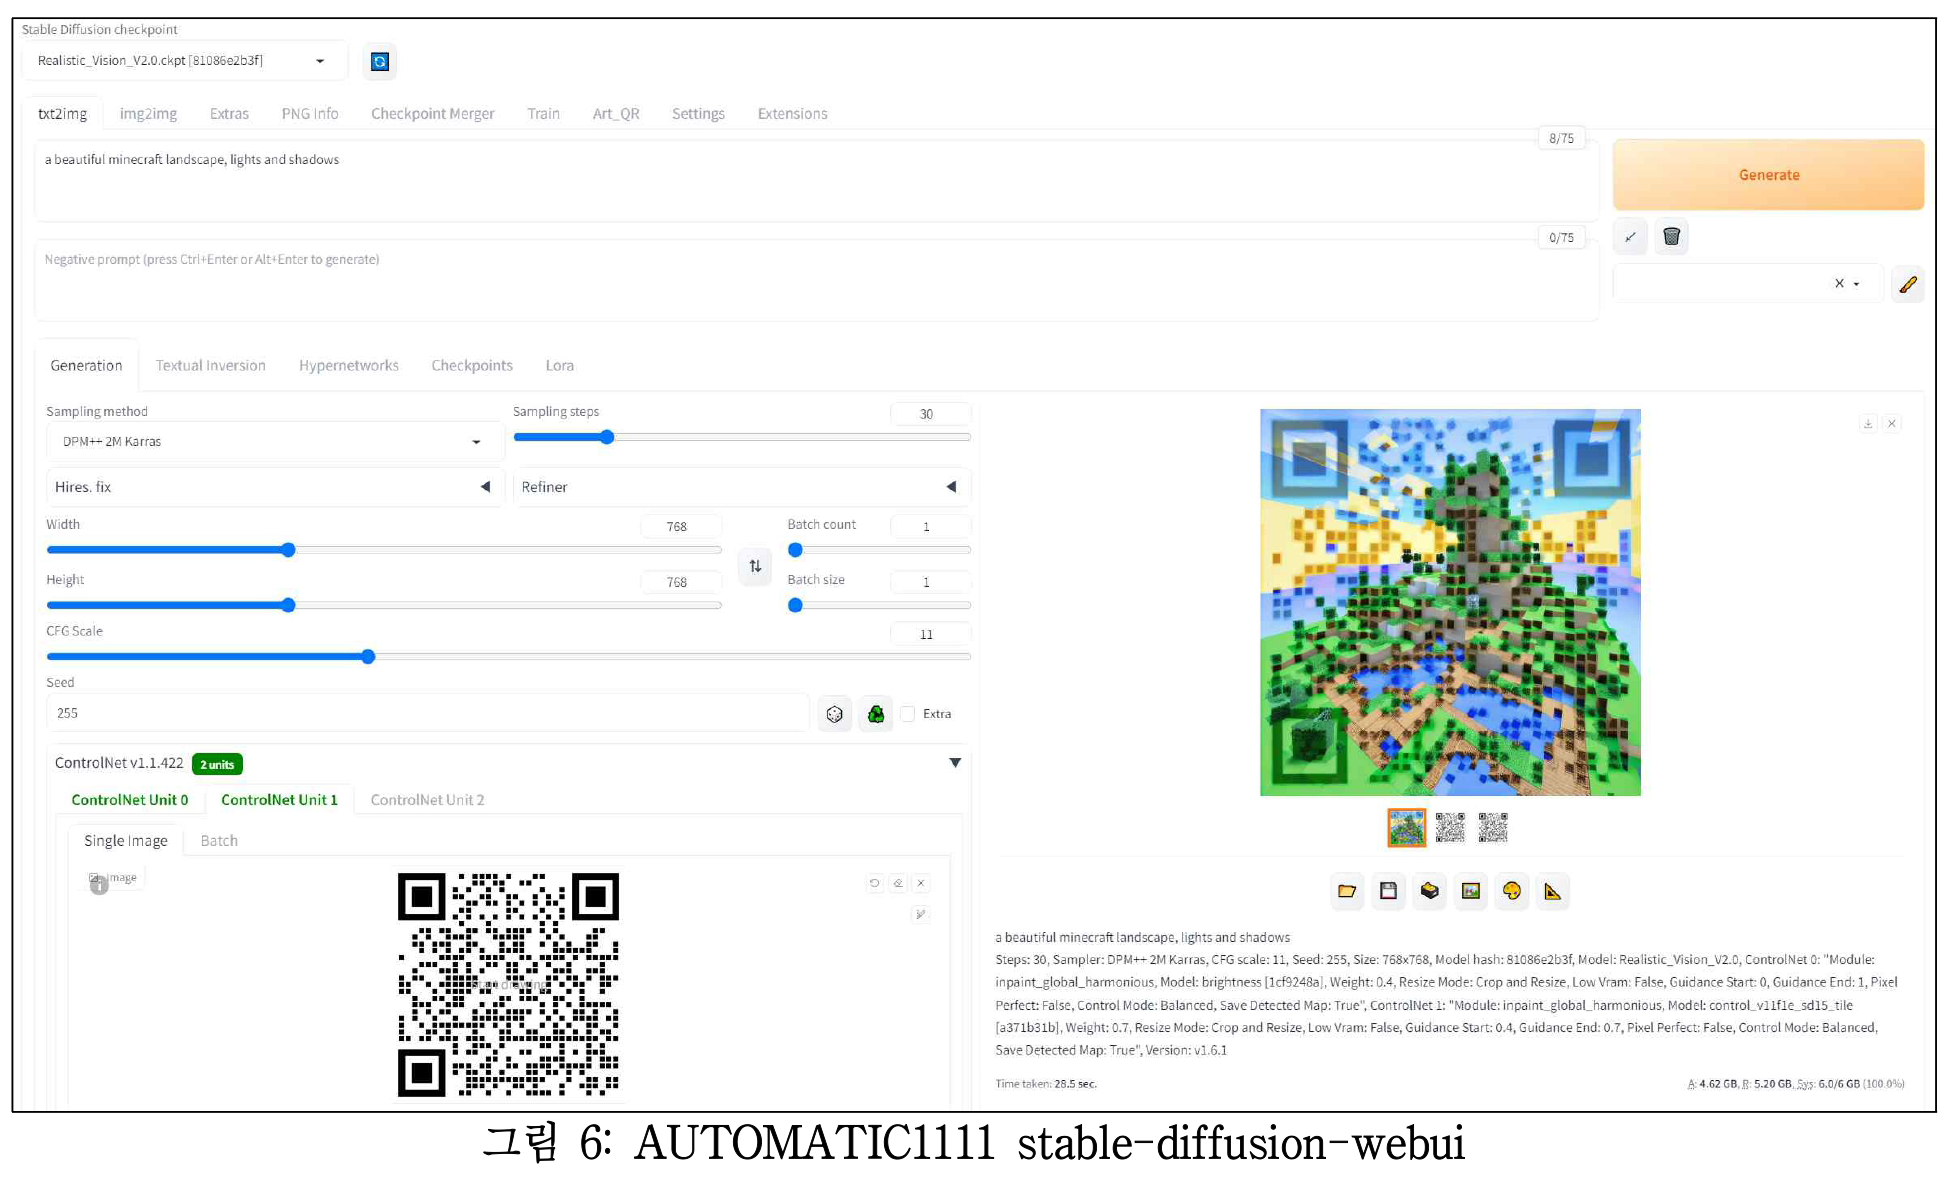 Stable Diffusion checkpoint
Realistic_Vision_V2.0.ckpt [81086e2b3f]
txt2img img2img Extras PNG Info Checkpoint Merger Train Art_QR Settings Extensions
8/75
a beautiful minecraft landscape, lights and shadows
Generate
0/75
Negative prompt (press Ctrl+Enter or Alt+Enter to generate)
Generation Textual Inversion Hypernetworks Checkpoints Lora
Sampling method
DPM++ 2M Karras
Sampling steps 30
Hires. fix
Refiner
Width 768
Batch count 1
Height 768
Batch size 1
CFG Scale 11
Seed
255
Extra
ControlNet v1.1.422 2 units
ControlNet Unit 0 ControlNet Unit 1 ControlNet Unit 2
Single Image Batch
Image
Start drawing
a beautiful minecraft landscape, lights and shadows
Steps: 30, Sampler: DPM++ 2M Karras, CFG scale: 11, Seed: 255, Size: 768x768, Model hash: 81086e2b3f, Model: Realistic_Vision_V2.0, ControlNet 0: "Module:
inpaint_global_harmonious, Model: brightness [1cf9248a], Weight: 0.4, Resize Mode: Crop and Resize, Low Vram: False, Guidance Start: 0, Guidance End: 1, Pixel
Perfect: False, Control Mode: Balanced, Save Detected Map: True", ControlNet 1: "Module: inpaint_global_harmonious, Model: control_v11f1e_sd15_tile
[a371b31b], Weight: 0.7, Resize Mode: Crop and Resize, Low Vram: False, Guidance Start: 0.4, Guidance End: 0.7, Pixel Perfect: False, Control Mode: Balanced,
Save Detected Map: True", Version: v1.6.1
Time taken: 28.5 sec.
A: 4.62 GB, R: 5.20 GB, Sys: 6.0/6 GB (100.0%)
그림 6: AUTOMATIC1111 stable-diffusion-webui